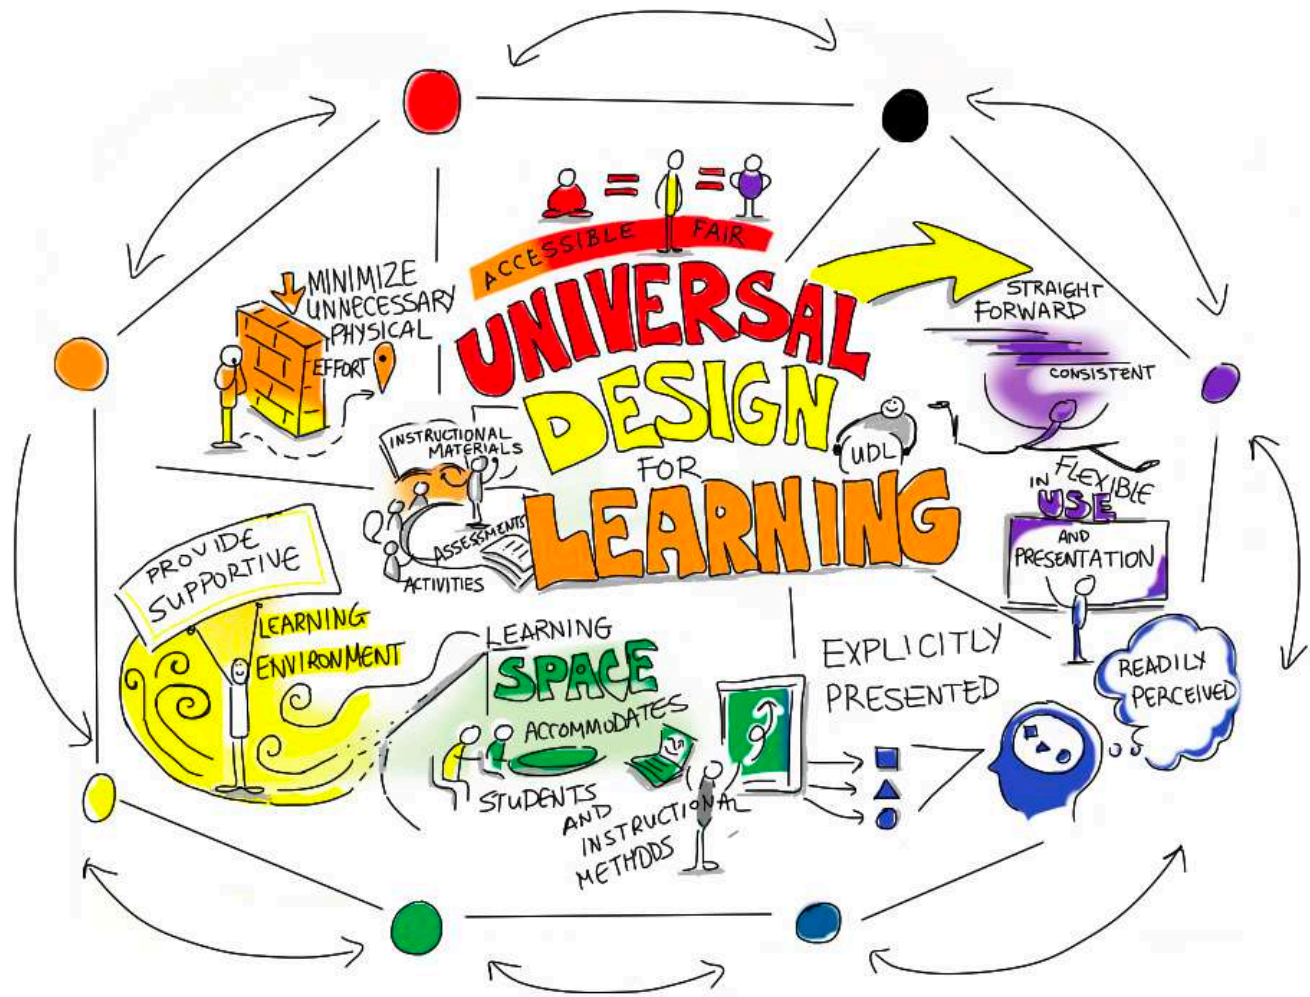 ACCESSIBLE FAIR
UNIVERSAL
DESIGN
FOR
LEARNING
UDL
MINIMIZE
UNNECESSARY
PHYSICAL
EFFORT
STRAIGHT
FORWARD
CONSISTENT
INSTRUCTIONAL
MATERIALS
ASSESSMENTS
ACTIVITIES
IN FLEXIBLE
USE
AND
PRESENTATION
PROVIDE
SUPPORTIVE
LEARNING
ENVIRONMENT
LEARNING
SPACE
ACCOMMODATES
STUDENTS
AND
INSTRUCTIONAL
METHODS
EXPLICITLY
PRESENTED
READILY
PERCEIVED